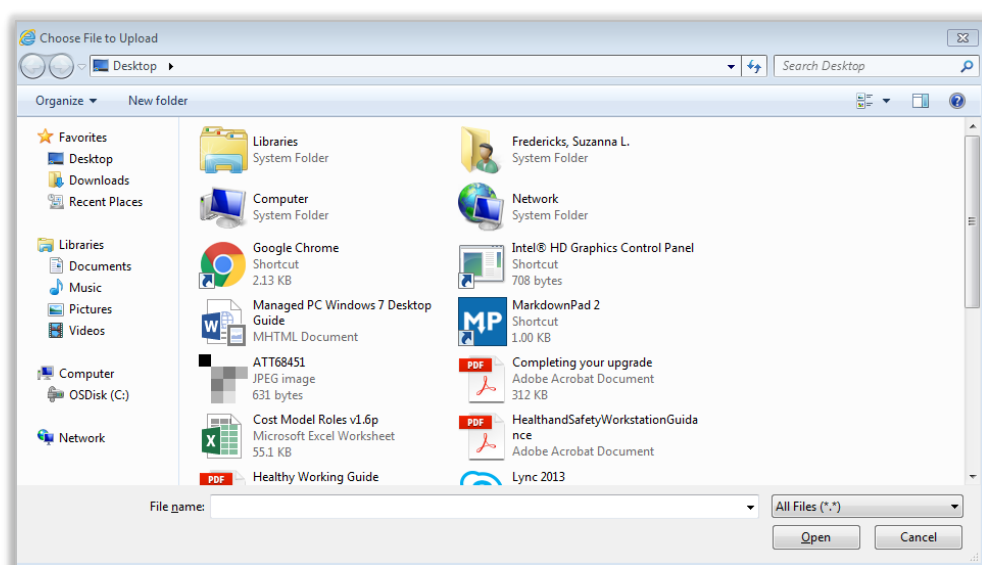 Choose File to Upload
Desktop
Search Desktop
Organize
New folder
Favorites
Desktop
Downloads
Recent Places
Libraries
Documents
Music
Pictures
Videos
Computer
OSDisk (C:)
Network
Libraries
System Folder
Fredericks, Suzanna L.
System Folder
Computer
System Folder
Network
System Folder
Google Chrome
Shortcut
2.13 KB
Intel® HD Graphics Control Panel
Shortcut
708 bytes
Managed PC Windows 7 Desktop
Guide
MHTML Document
MP
MarkdownPad 2
Shortcut
1.00 KB
ATT68451
JPEG image
631 bytes
PDF
Completing your upgrade
Adobe Acrobat Document
312 KB
Cost Model Roles v1.6p
Microsoft Excel Worksheet
55.1 KB
PDF
HealthandSafetyWorkstationGuida
nce
Adobe Acrobat Document
PDF
Healthy Working Guide
Lync 2013
File name:
All Files (*.*)
Open
Cancel